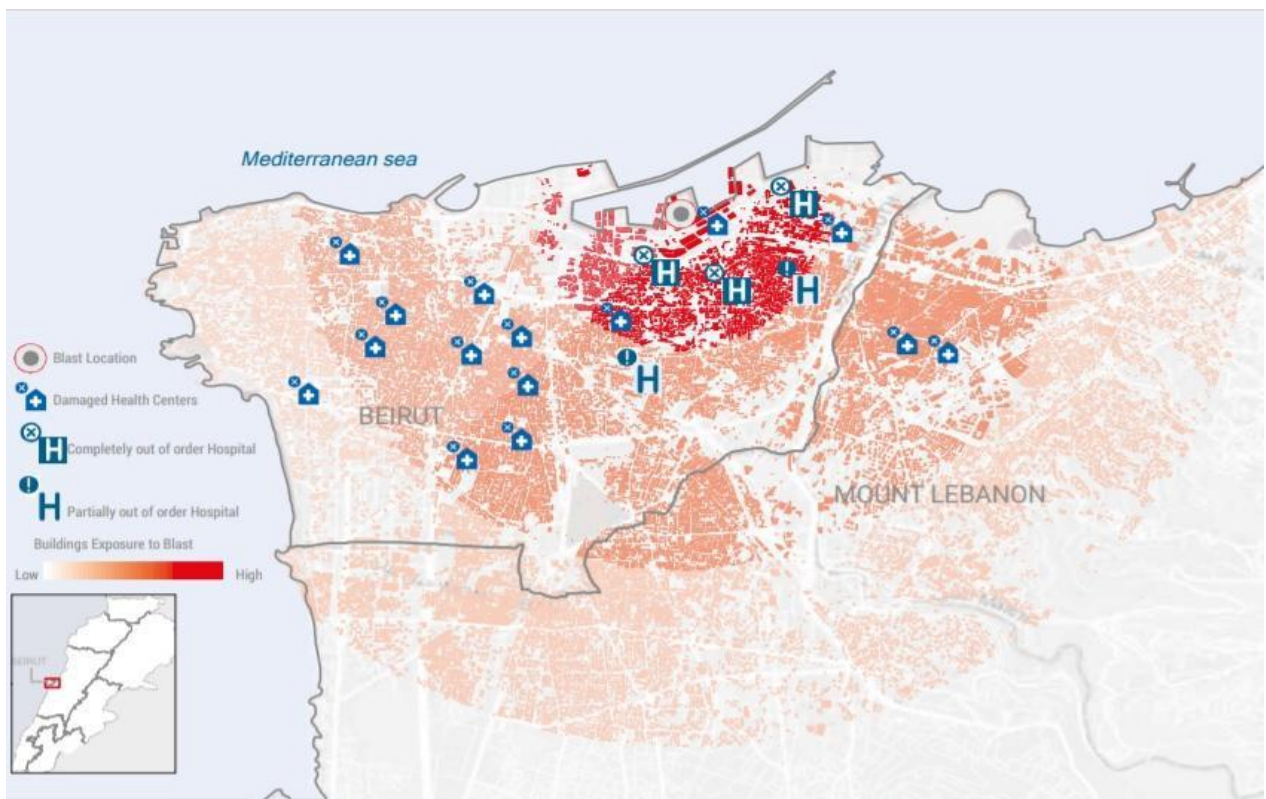 Mediterranean sea
Blast Location
Damaged Health Centers
BEIRUT
H
H
H
H
H
H Completely out of order Hospital
MOUNT LEBANON
H Partially out of order Hospital
Buildings Exposure to Blast
Low High
BEIRUT